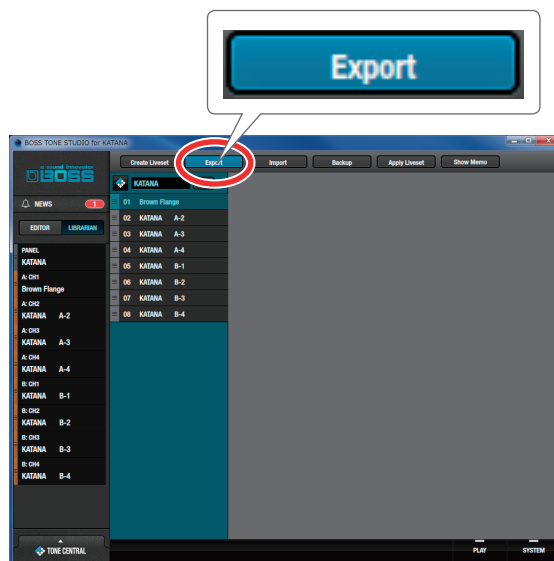 Export
BOSS TONE STUDIO for KATANA
a sound innovator
BOSS
Create Liveset Export Import Backup Apply Liveset Show Memo
NEWS 1
EDITOR LIBRARIAN
PANEL
KATANA
A: CH1
Brown Flange
A: CH2
KATANA A-2
A: CH3
KATANA A-3
A: CH4
KATANA A-4
B: CH1
KATANA B-1
B: CH2
KATANA B-2
B: CH3
KATANA B-3
B: CH4
KATANA B-4
KATANA
01 Brown Flange
02 KATANA A-2
03 KATANA A-3
04 KATANA A-4
05 KATANA B-1
06 KATANA B-2
07 KATANA B-3
08 KATANA B-4
TONE CENTRAL
PLAY SYSTEM